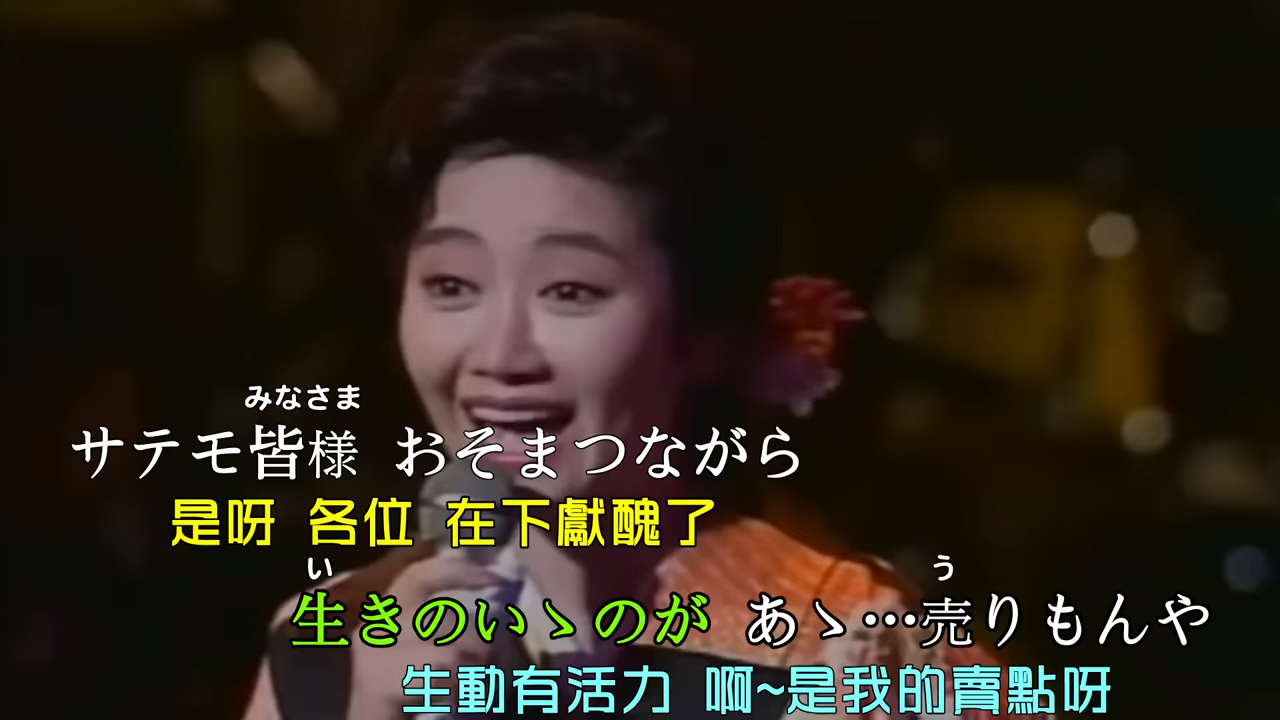 みなさま
サテモ皆様 おそまつながら
是呀 各位 在下獻醜了
い う
生きのいゝのが あゝ…売りもんや
生動有活力 啊~是我的賣點呀